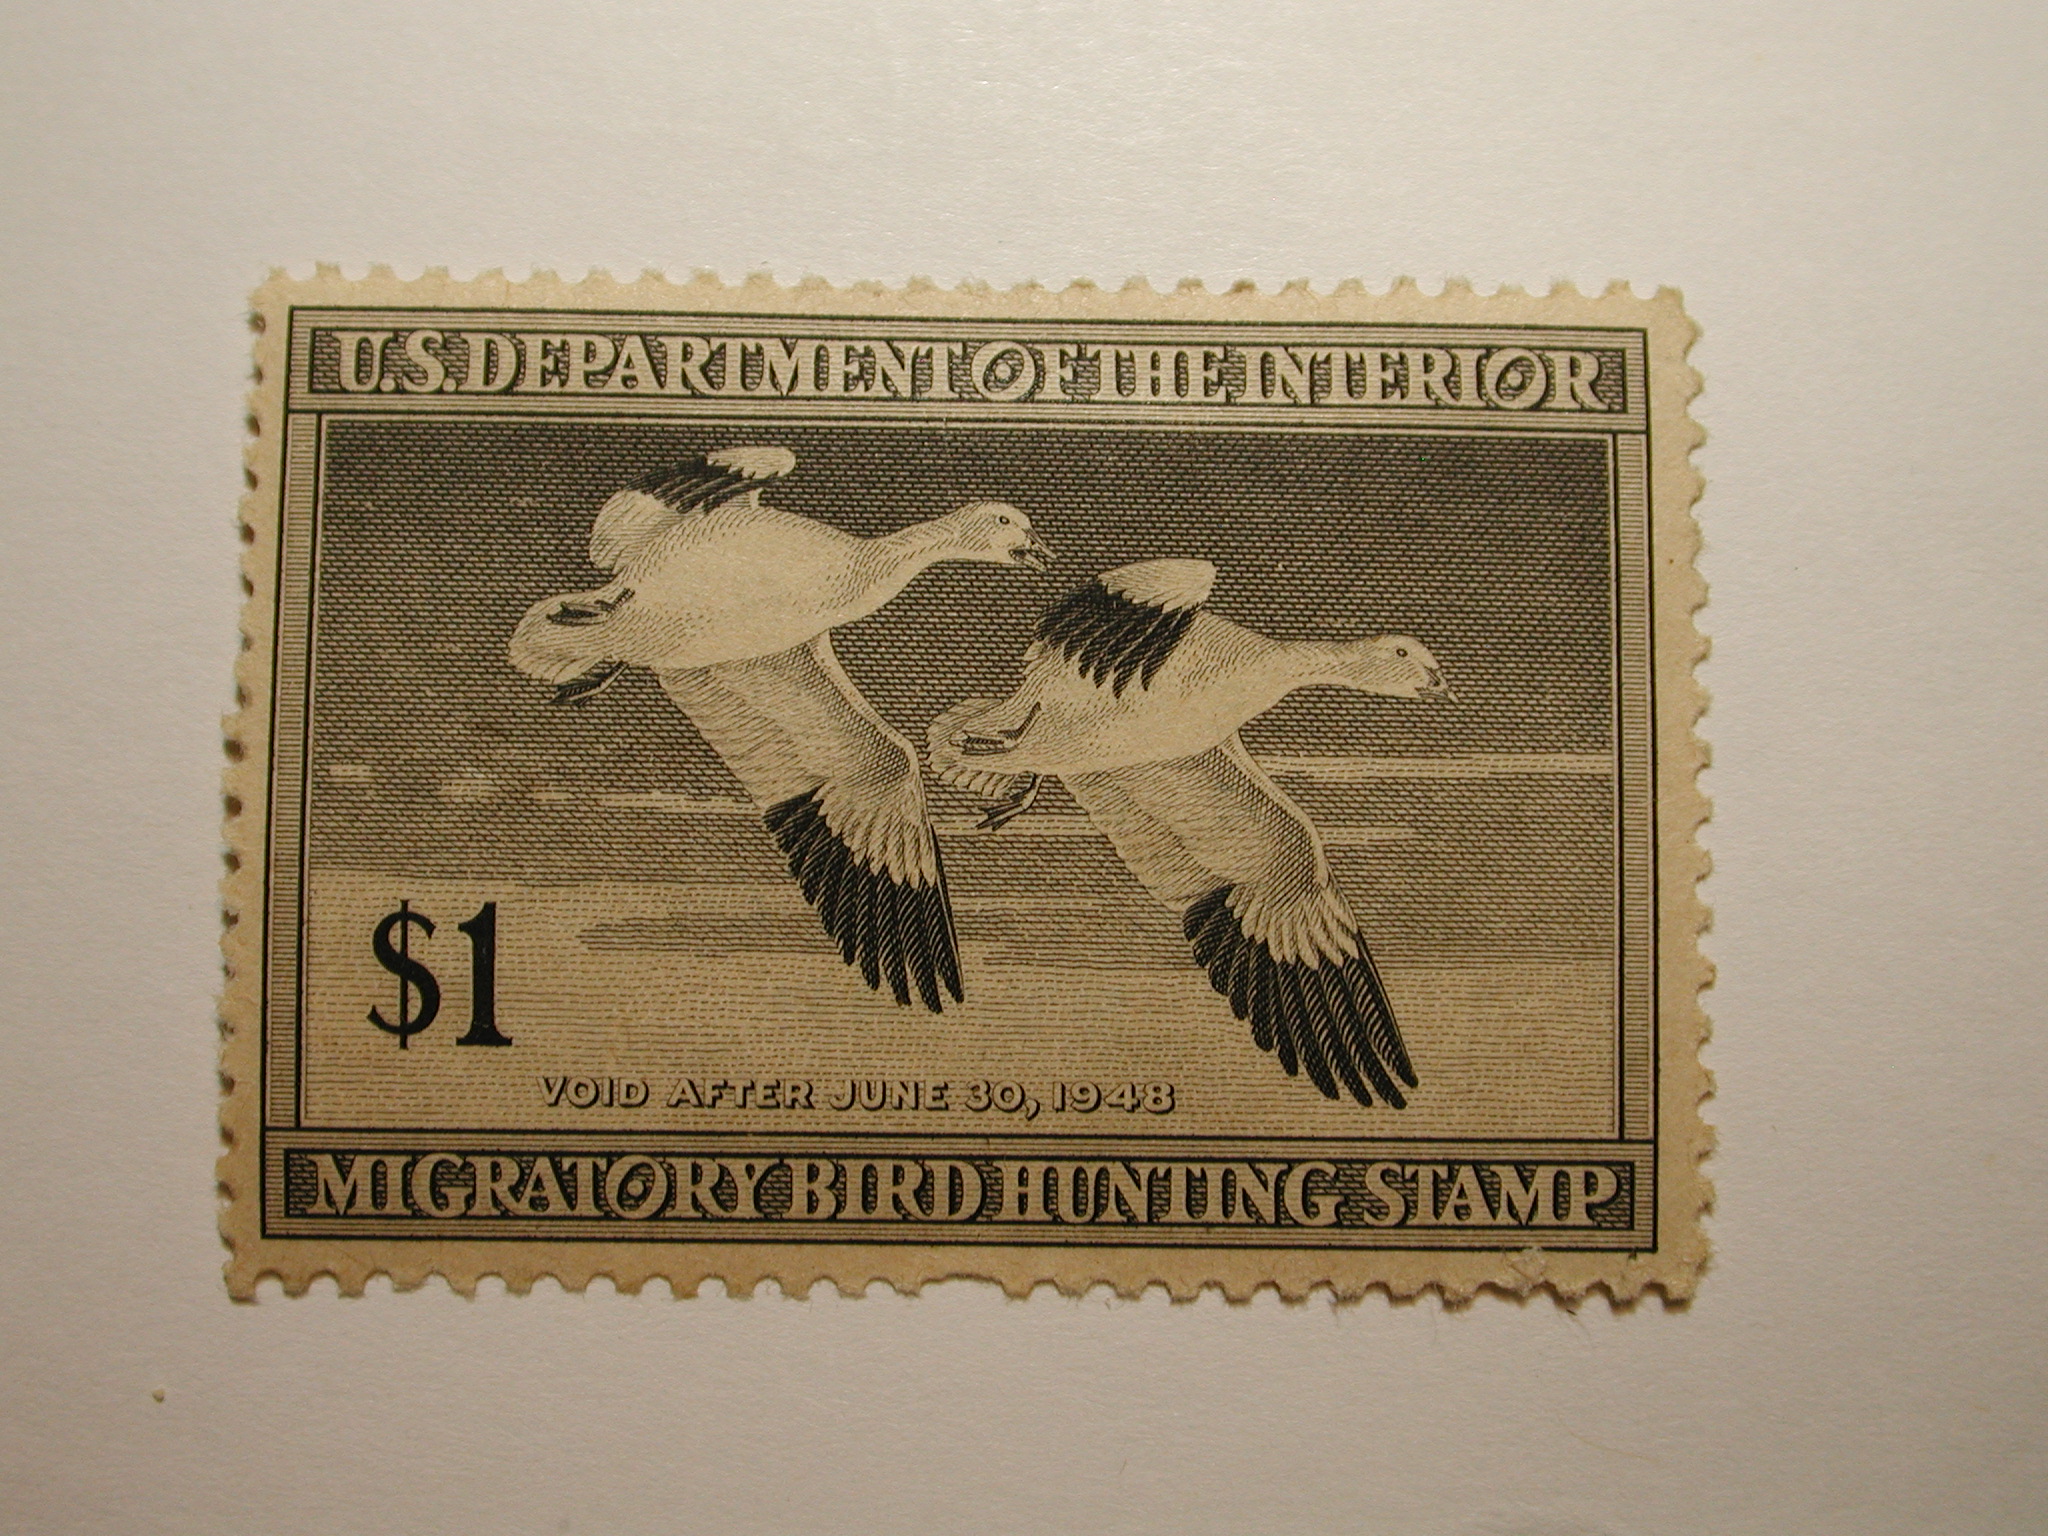 U.S. DEPARTMENT OF THE INTERIOR
$1
VOID AFTER JUNE 30, 1948
MIGRATORY BIRD HUNTING STAMP